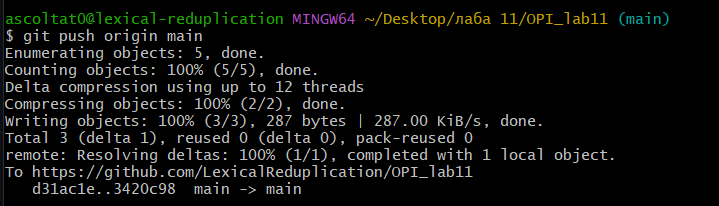 ascoltat0@lexical-reduplication MINGW64 ~/Desktop/лаба 11/OPI_lab11 (main)
$ git push origin main
Enumerating objects: 5, done.
Counting objects: 100% (5/5), done.
Delta compression using up to 12 threads
Compressing objects: 100% (2/2), done.
Writing objects: 100% (3/3), 287 bytes | 287.00 KiB/s, done.
Total 3 (delta 1), reused 0 (delta 0), pack-reused 0
remote: Resolving deltas: 100% (1/1), completed with 1 local object.
To https://github.com/LexicalReduplication/OPI_lab11
   d31ac1e..3420c98  main -> main